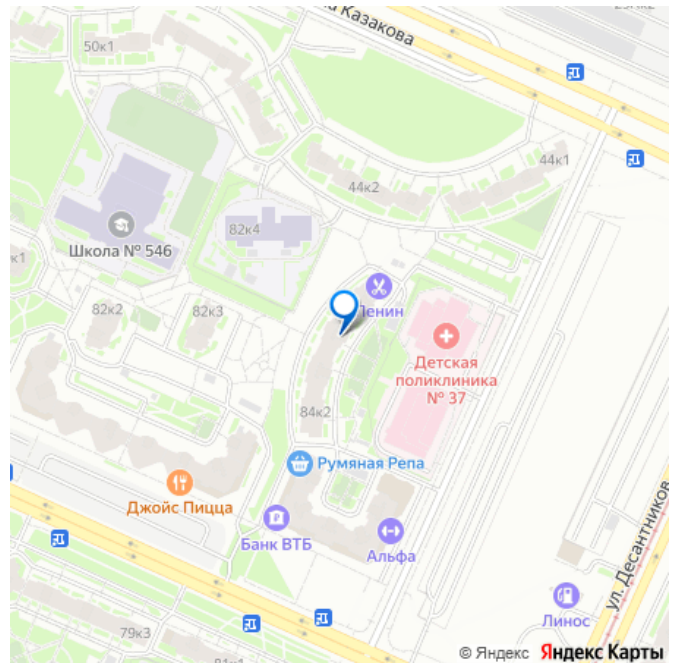 50к1
а Казакова
44к1
44к2
82к4
Школа № 546
к1
82к2
82к3
Ленин
Детская
поликлиника
№ 37
84к2
Румяная Репа
Джойс Пицца
Банк ВТБ
Альфа
ул. Десантников
Линос
79к3
© Яндекс Яндекс Карты